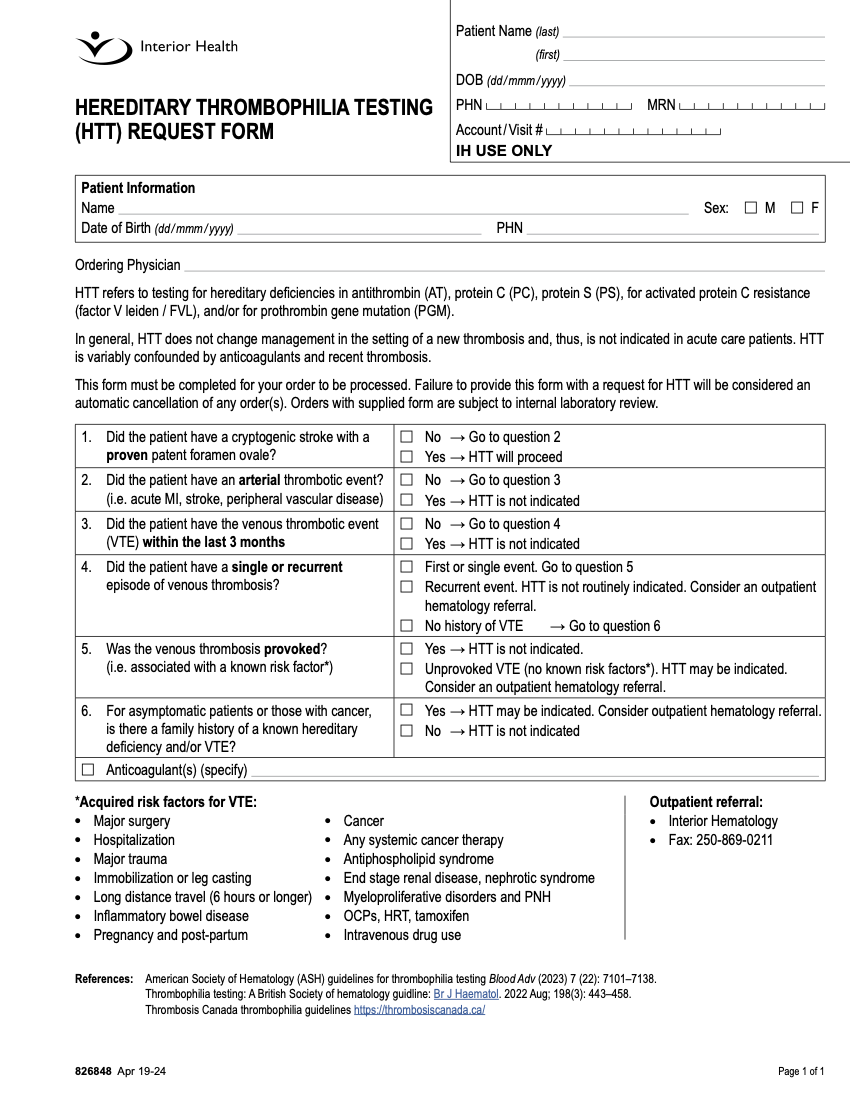 Interior Health
HEREDITARY THROMBOPHILIA TESTING
(HTT) REQUEST FORM
Patient Name (last)
(first)
DOB (dd/mmm/yyyy)
PHN MRN
Account/Visit #
IH USE ONLY
Patient Information
Name Sex: ☐ M ☐ F
Date of Birth (dd/mmm/yyyy) PHN
Ordering Physician
HTT refers to testing for hereditary deficiencies in antithrombin (AT), protein C (PC), protein S (PS), for activated protein C resistance
(factor V leiden / FVL), and/or for prothrombin gene mutation (PGM).
In general, HTT does not change management in the setting of a new thrombosis and, thus, is not indicated in acute care patients. HTT
is variably confounded by anticoagulants and recent thrombosis.
This form must be completed for your order to be processed. Failure to provide this form with a request for HTT will be considered an
automatic cancellation of any order(s). Orders with supplied form are subject to internal laboratory review.
1. Did the patient have a cryptogenic stroke with a
proven patent foramen ovale?
☐ No → Go to question 2
☐ Yes → HTT will proceed
2. Did the patient have an arterial thrombotic event?
(i.e. acute MI, stroke, peripheral vascular disease)
☐ No → Go to question 3
☐ Yes → HTT is not indicated
3. Did the patient have the venous thrombotic event
(VTE) within the last 3 months
☐ No → Go to question 4
☐ Yes → HTT is not indicated
4. Did the patient have a single or recurrent
episode of venous thrombosis?
☐ First or single event. Go to question 5
☐ Recurrent event. HTT is not routinely indicated. Consider an outpatient
hematology referral.
☐ No history of VTE → Go to question 6
5. Was the venous thrombosis provoked?
(i.e. associated with a known risk factor*)
☐ Yes → HTT is not indicated.
☐ Unprovoked VTE (no known risk factors*). HTT may be indicated.
Consider an outpatient hematology referral.
6. For asymptomatic patients or those with cancer,
is there a family history of a known hereditary
deficiency and/or VTE?
☐ Yes → HTT may be indicated. Consider outpatient hematology referral.
☐ No → HTT is not indicated
☐ Anticoagulant(s) (specify)
*Acquired risk factors for VTE:
• Major surgery
• Hospitalization
• Major trauma
• Immobilization or leg casting
• Long distance travel (6 hours or longer)
• Inflammatory bowel disease
• Pregnancy and post-partum
• Cancer
• Any systemic cancer therapy
• Antiphospholipid syndrome
• End stage renal disease, nephrotic syndrome
• Myeloproliferative disorders and PNH
• OCPs, HRT, tamoxifen
• Intravenous drug use
Outpatient referral:
• Interior Hematology
• Fax: 250-869-0211
References: American Society of Hematology (ASH) guidelines for thrombophilia testing Blood Adv (2023) 7 (22): 7101–7138.
Thrombophilia testing: A British Society of hematology guidline: Br J Haematol. 2022 Aug; 198(3): 443–458.
Thrombosis Canada thrombophilia guidelines https://thrombosiscanada.ca/
826848 Apr 19-24 Page 1 of 1